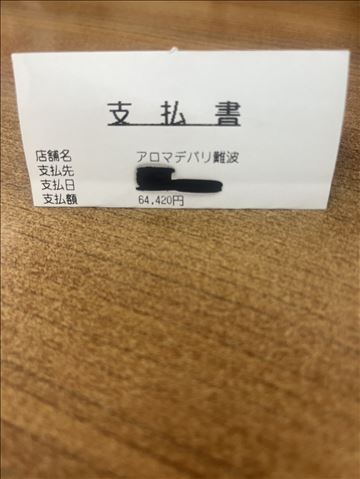 支払書
店舗名 アロマデバリ難波
支払先
支払日
支払額 64,420円